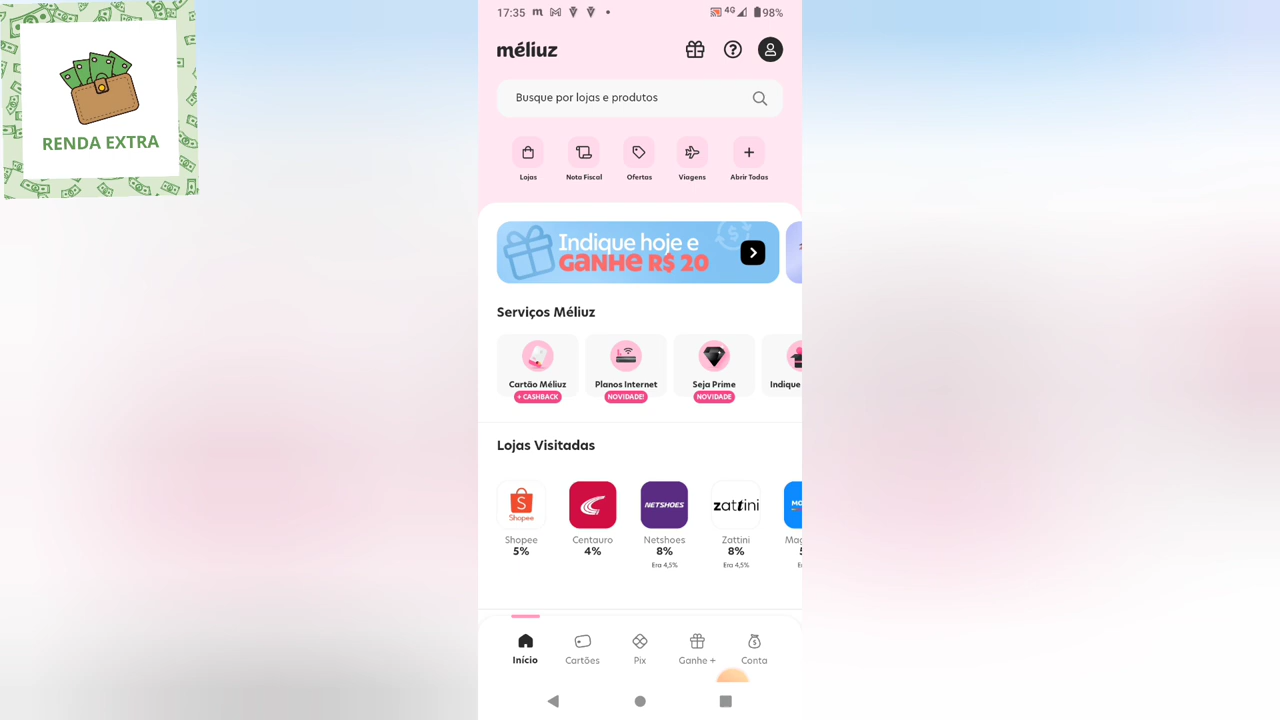 RENDA EXTRA
17:35
4G
98%
méliuz
Busque por lojas e produtos
Lojas
Nota Fiscal
Ofertas
Viagens
Abrir Todas
Indique hoje e
GANHE R$ 20
Serviços Méliuz
Cartão Méliuz
+ CASHBACK
Planos Internet
NOVIDADE!
Seja Prime
NOVIDADE
Indique
Lojas Visitadas
Shopee
NETSHOES
zattini
Shopee
5%
Centauro
4%
Netshoes
8%
Era 4,5%
Zattini
8%
Era 4,5%
Início
Cartões
Pix
Ganhe +
Conta